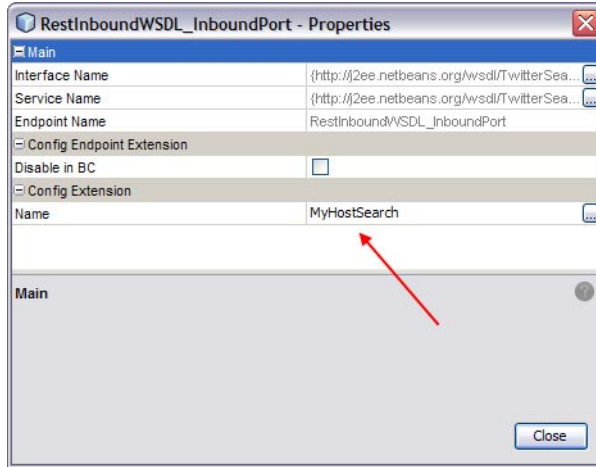 RestInboundWSDL_InboundPort - Properties
Main
Interface Name {http://j2ee.netbeans.org/wsdl/TwitterSea... ...
Service Name {http://j2ee.netbeans.org/wsdl/TwitterSea... ...
Endpoint Name RestInboundWSDL_InboundPort
Config Endpoint Extension
Disable in BC
Config Extension
Name MyHostSearch ...
Main ?
Close